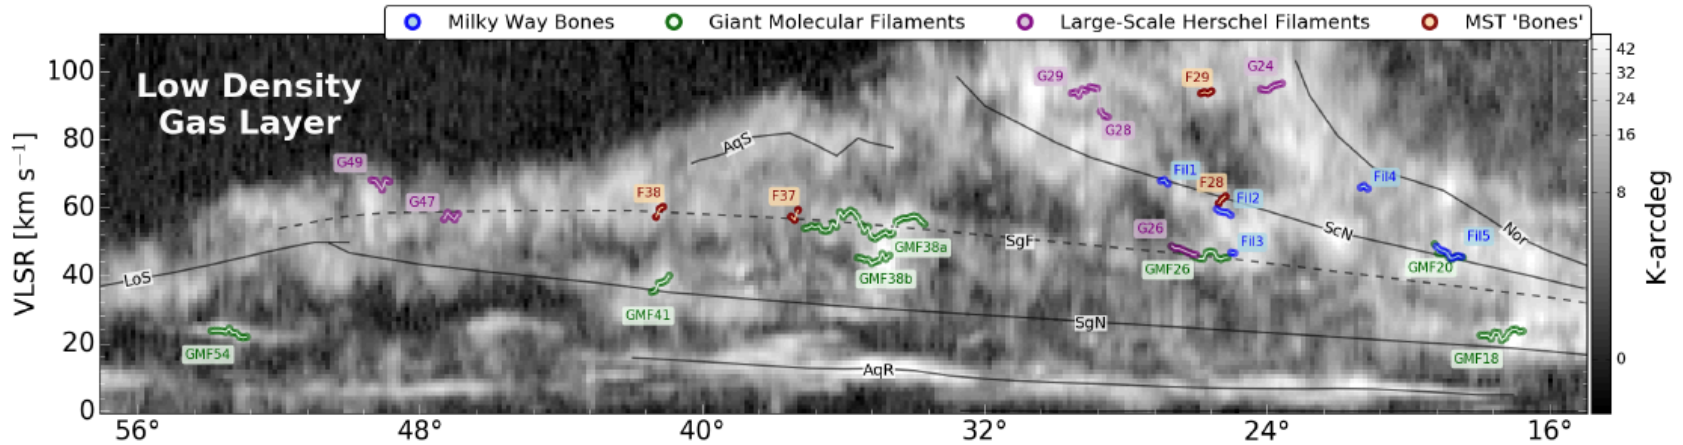 Milky Way Bones Giant Molecular Filaments Large-Scale Herschel Filaments MST 'Bones'
Low Density
Gas Layer
VLSR [km s⁻¹]
100
80
60
40
20
0
G29
F29
G24
G28
AqS
G49
G47
F38
F37
Fil1
F28
Fil2
Fil4
G26
Fil3
SgF
ScN
Nor
Fil5
GMF38a
GMF38b
GMF26
GMF20
LoS
GMF41
SgN
GMF54
GMF18
AqR
56° 48° 40° 32° 24° 16°
42
32
24
16
8
0
K-arcdeg